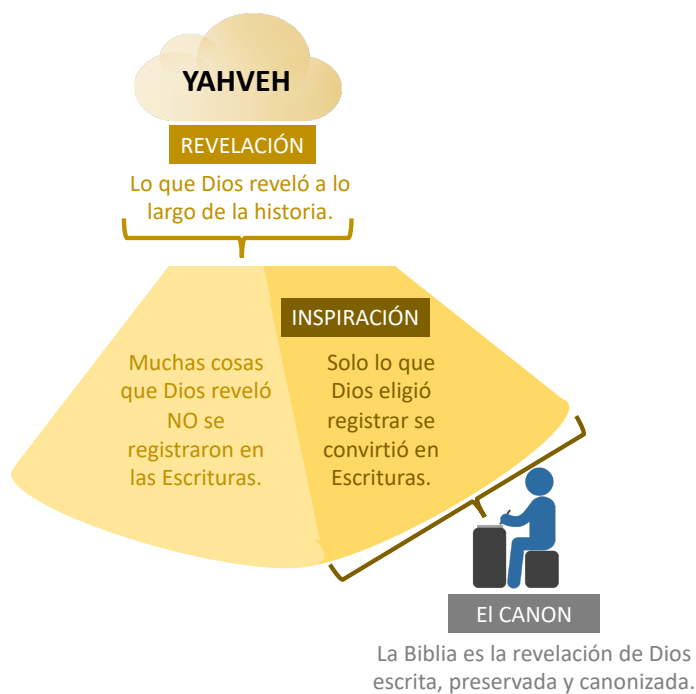 YAHVEH
REVELACIÓN
Lo que Dios reveló a lo
largo de la historia.
INSPIRACIÓN
Muchas cosas
que Dios reveló
NO se
registraron en
las Escrituras.
Solo lo que
Dios eligió
registrar se
convirtió en
Escrituras.
El CANON
La Biblia es la revelación de Dios
escrita, preservada y canonizada.